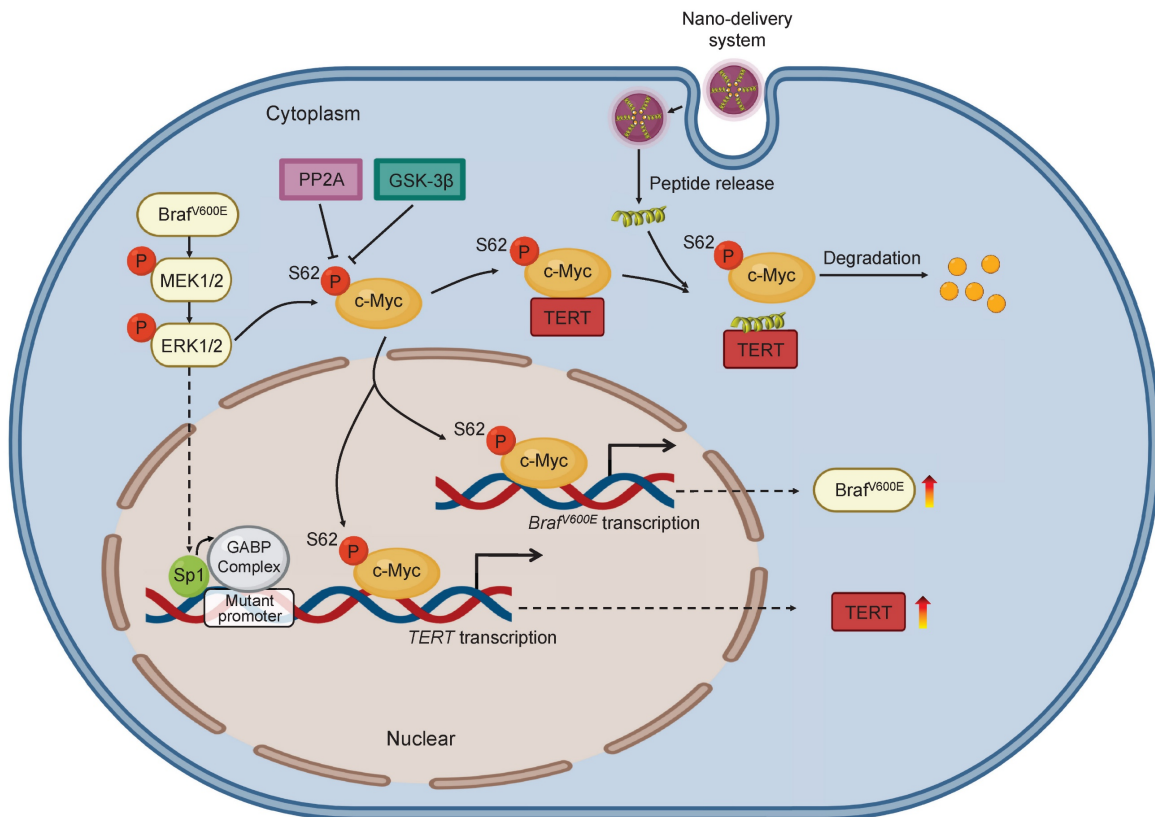 Nano-delivery
system
Cytoplasm
PP2A
GSK-3β
Peptide release
Braf^V600E
P
MEK1/2
P
ERK1/2
S62
P
c-Myc
S62
P
c-Myc
TERT
S62
P
c-Myc
TERT
Degradation
S62
P
c-Myc
Braf^V600E transcription
Braf^V600E
Sp1
GABP
Complex
Mutant
promoter
S62
P
c-Myc
TERT transcription
TERT
Nuclear